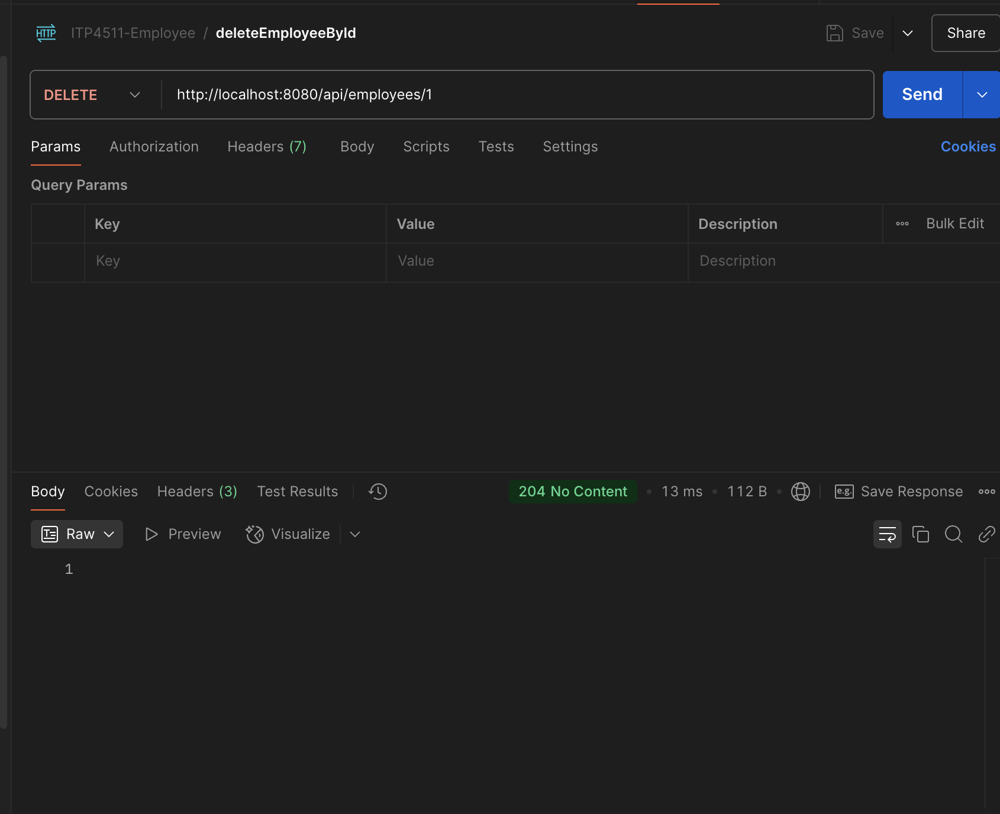 HTTP ITP4511-Employee / deleteEmployeeById Save Share
DELETE http://localhost:8080/api/employees/1 Send
Params Authorization Headers (7) Body Scripts Tests Settings Cookies
Query Params
Key Value Description Bulk Edit
Key Value Description
Body Cookies Headers (3) Test Results 204 No Content • 13 ms • 112 B • e.g. Save Response
Raw Preview Visualize
1